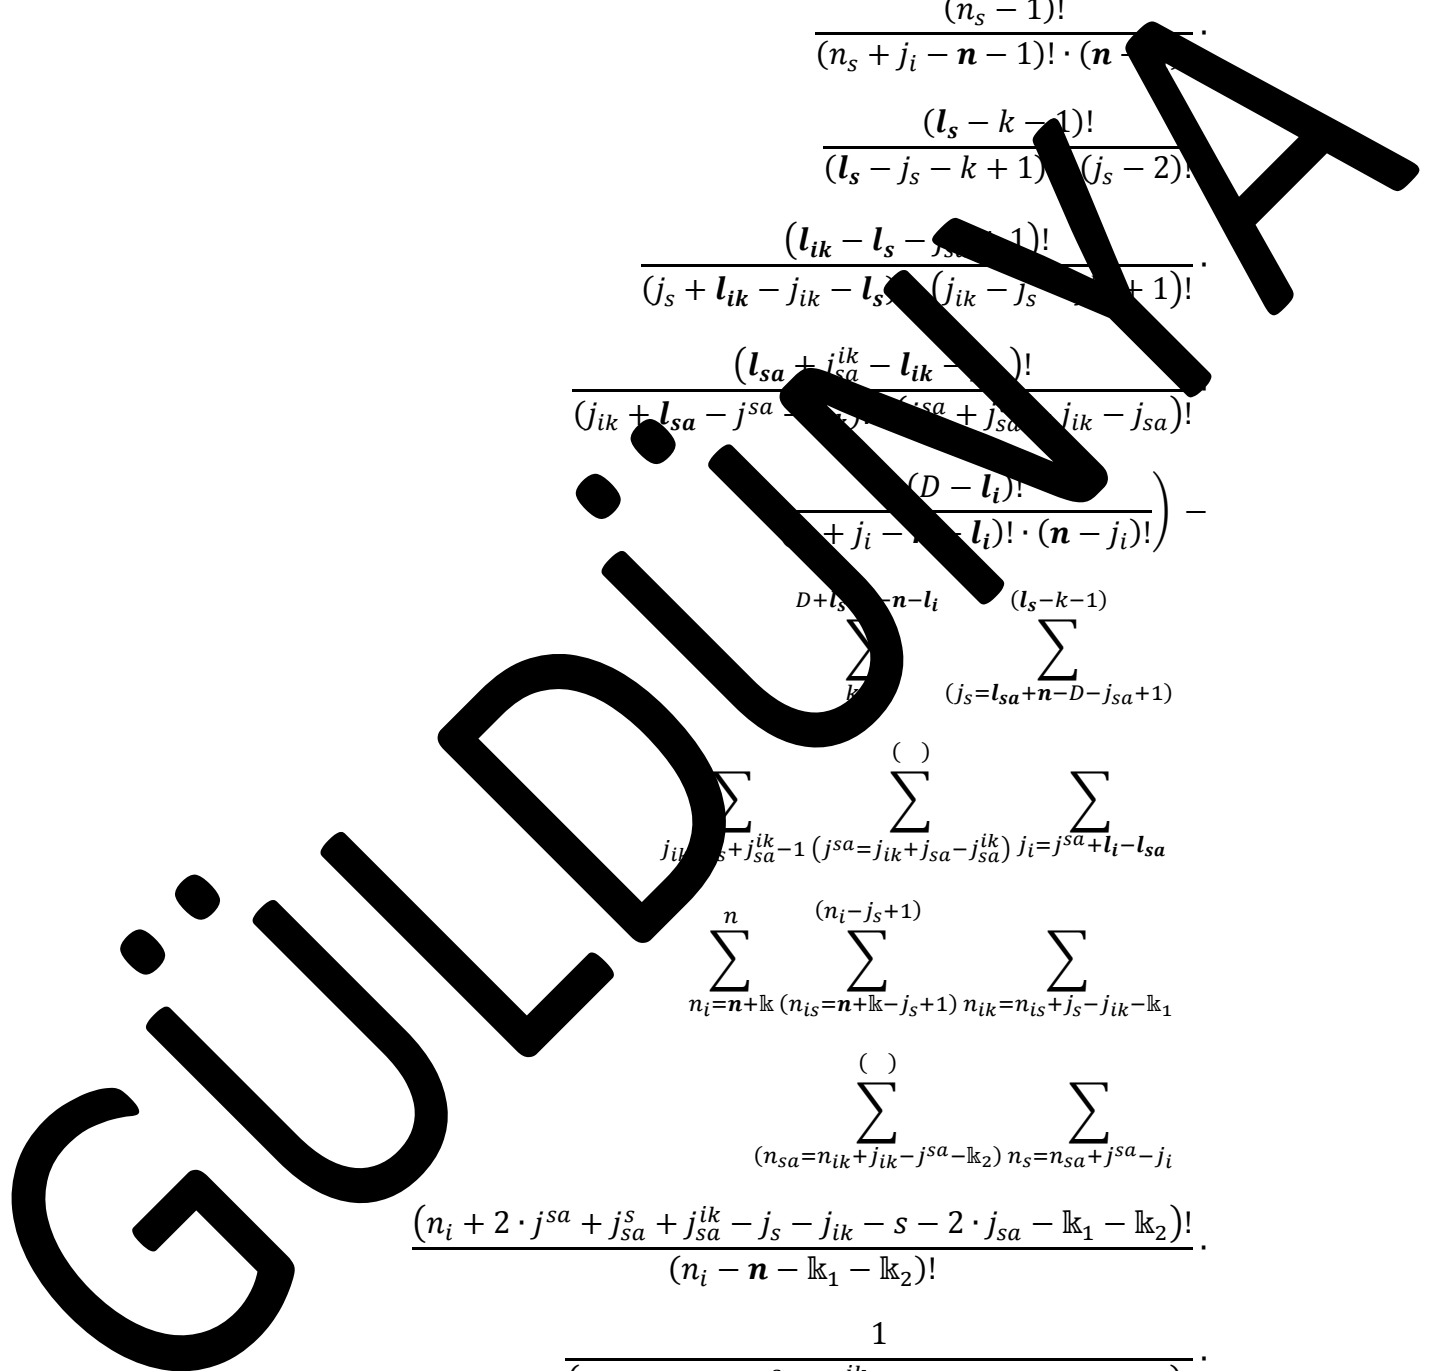 (n_s − 1)!
(n_s + j_i − n − 1)! · (n − ·
(l_s − k − 1)!
(l_s − j_s − k + 1) (j_s − 2)!
(l_ik − l_s − 1)!
(j_s + l_ik − j_ik − l_s) (j_ik − j_s + 1)! ·
(l_sa + j_sa^ik − l_ik − )!
(j_ik + l_sa − j^sa − (j^sa + j_sa j_ik − j_sa)!
(D − l_i)!
+ j_i − l_i)! · (n − j_i)! ) −
D+l_s −n−l_i (l_s−k−1)
∑ ∑
k (j_s=l_sa+n−D−j_sa+1)
( )
∑ ∑ ∑
j_ik s+j_sa^ik−1 (j^sa=j_ik+j_sa−j_sa^ik) j_i=j^sa+l_i−l_sa
n (n_i−j_s+1)
∑ ∑ ∑
n_i=n+𝕜 (n_is=n+𝕜−j_s+1) n_ik=n_is+j_s−j_ik−𝕜_1
( )
∑ ∑
(n_sa=n_ik+j_ik−j^sa−𝕜_2) n_s=n_sa+j^sa−j_i
(n_i + 2 · j^sa + j_sa^s + j_sa^ik − j_s − j_ik − s − 2 · j_sa − 𝕜_1 − 𝕜_2)!
(n_i − n − 𝕜_1 − 𝕜_2)! ·
1
GÜLDÜNYA